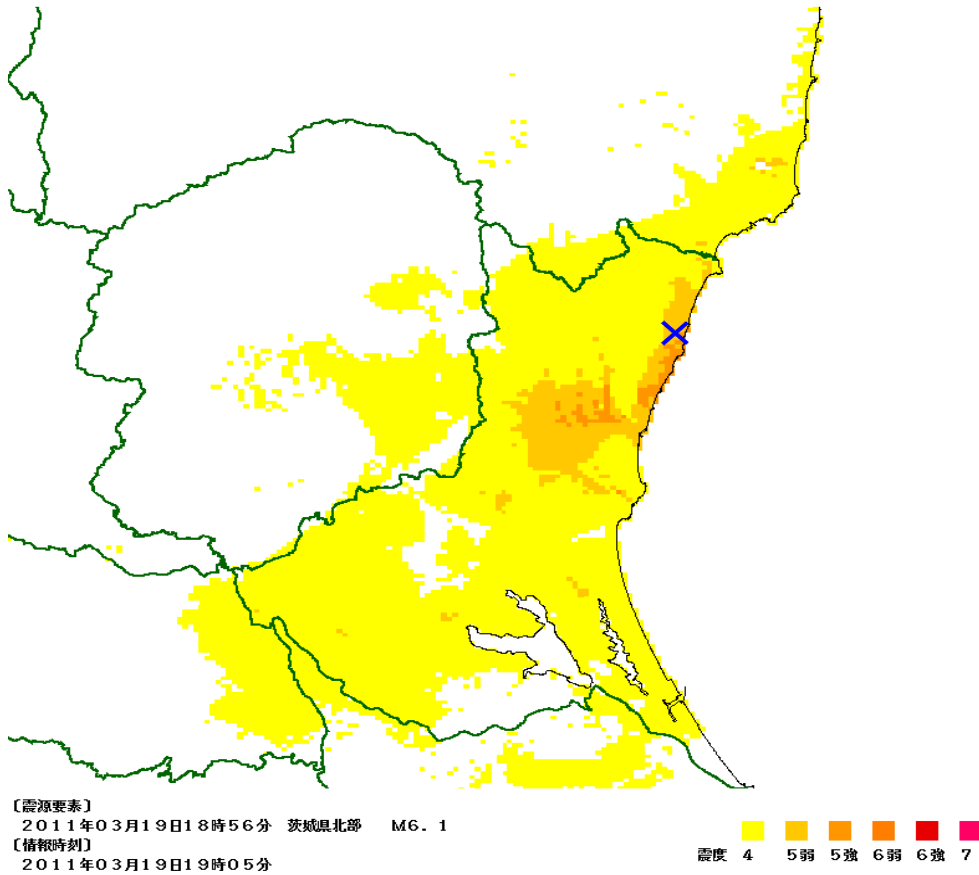 〔震源要素〕
2011年03月19日18時56分 茨城県北部 M6.1
〔情報時刻〕
2011年03月19日19時05分
震度 4 5弱 5強 6弱 6強 7